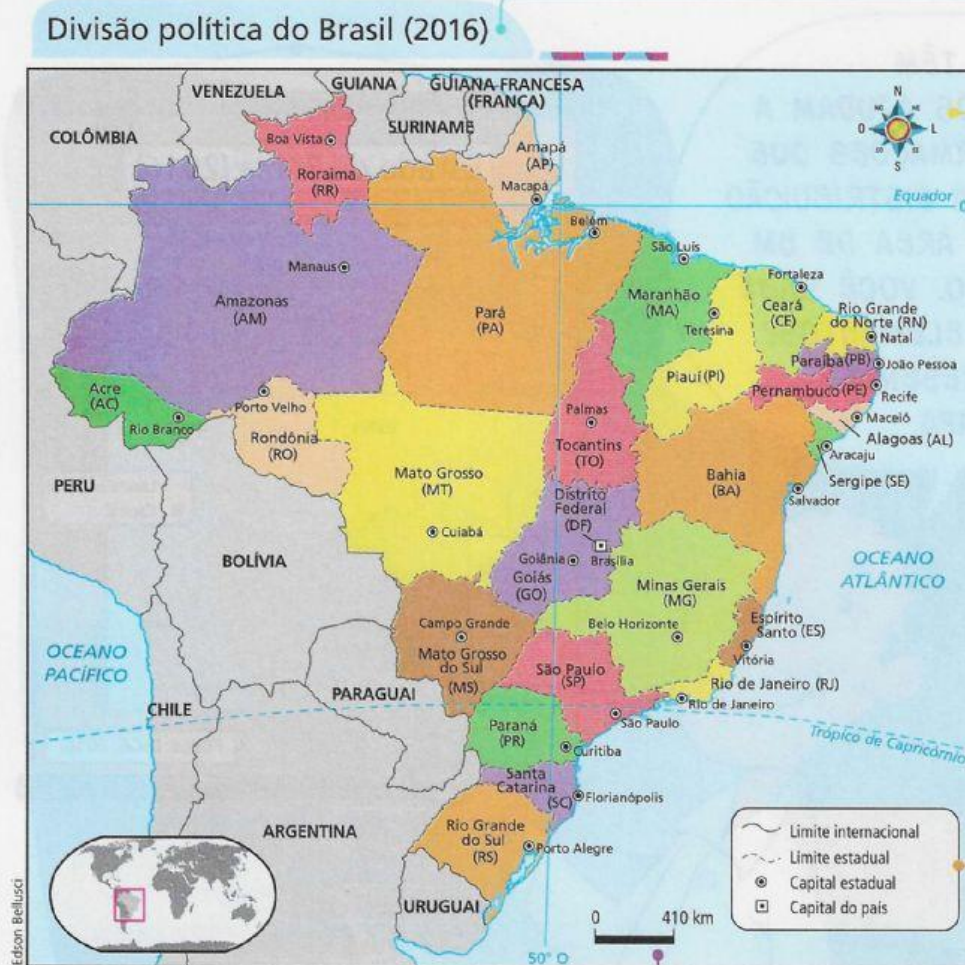 Divisão política do Brasil (2016)
VENEZUELA
GUIANA
GUIANA FRANCESA
(FRANÇA)
SURINAME
COLÔMBIA
Boa Vista
Roraima
(RR)
Amapá
(AP)
Macapá
N
O
L
S
Equador
Belém
São Luís
Manaus
Amazonas
(AM)
Pará
(PA)
Maranhão
(MA)
Teresina
Fortaleza
Ceará
(CE)
Rio Grande
do Norte (RN)
Natal
Paraíba (PB)
João Pessoa
Piauí (PI)
Pernambuco (PE)
Recife
Acre
(AC)
Rio Branco
Porto Velho
Rondônia
(RO)
Palmas
Tocantins
(TO)
Maceió
Alagoas (AL)
Aracaju
Sergipe (SE)
Mato Grosso
(MT)
Cuiabá
Bahia
(BA)
Salvador
PERU
BOLÍVIA
Distrito
Federal
(DF)
Goiânia
Brasília
Goiás
(GO)
OCEANO
ATLÂNTICO
Minas Gerais
(MG)
Belo Horizonte
Espírito
Santo (ES)
Vitória
Campo Grande
Mato Grosso
do Sul
(MS)
São Paulo
(SP)
Rio de Janeiro (RJ)
Rio de Janeiro
São Paulo
OCEANO
PACÍFICO
CHILE
PARAGUAI
Trópico de Capricórnio
Paraná
(PR)
Curitiba
Santa
Catarina
(SC)
Florianópolis
ARGENTINA
Rio Grande
do Sul
(RS)
Porto Alegre
URUGUAI
Limite internacional
Limite estadual
Capital estadual
Capital do país
0 410 km
50° O
Edson Bellusci